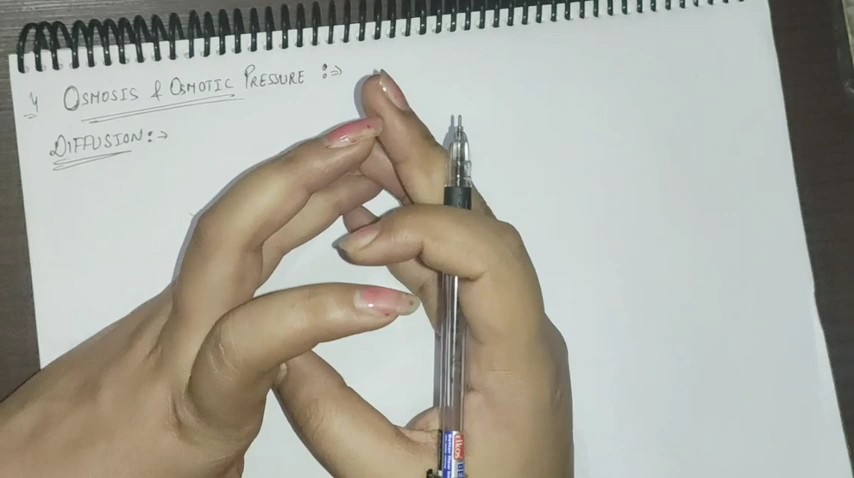 4 OSMOSIS & OSMOTIC PRESSURE :→
DIFFUSION :→